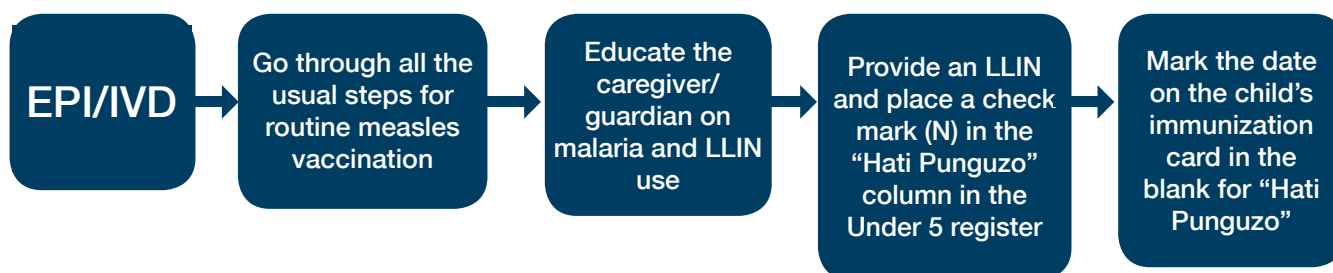 EPI/IVD
Go through all the
usual steps for
routine measles
vaccination
Educate the
caregiver/
guardian on
malaria and LLIN
use
Provide an LLIN
and place a check
mark (N) in the
“Hati Punguzo”
column in the
Under 5 register
Mark the date
on the child’s
immunization
card in the
blank for “Hati
Punguzo”